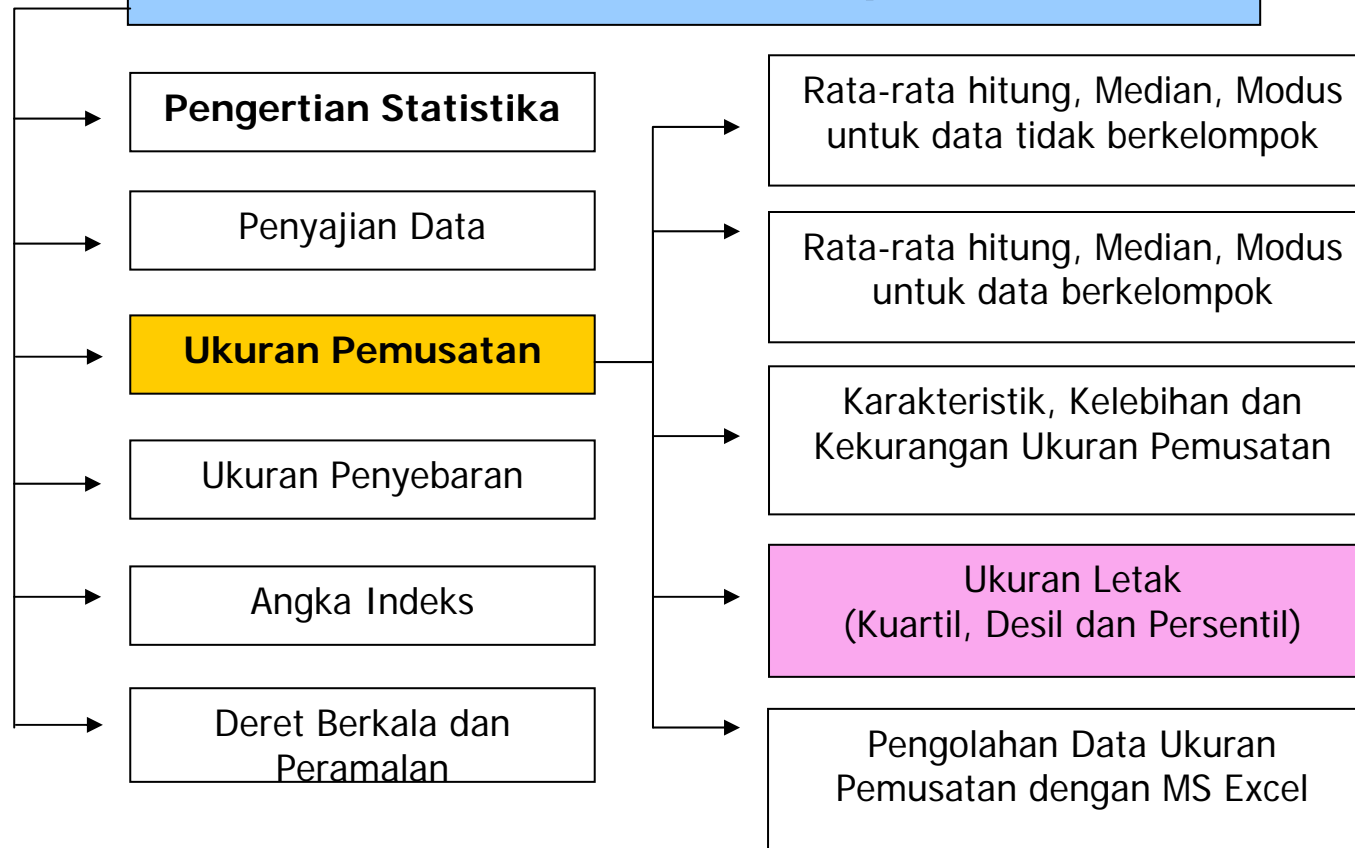 Pengertian Statistika
Penyajian Data
Ukuran Pemusatan
Ukuran Penyebaran
Angka Indeks
Deret Berkala dan
Peramalan
Rata-rata hitung, Median, Modus
untuk data tidak berkelompok
Rata-rata hitung, Median, Modus
untuk data berkelompok
Karakteristik, Kelebihan dan
Kekurangan Ukuran Pemusatan
Ukuran Letak
(Kuartil, Desil dan Persentil)
Pengolahan Data Ukuran
Pemusatan dengan MS Excel